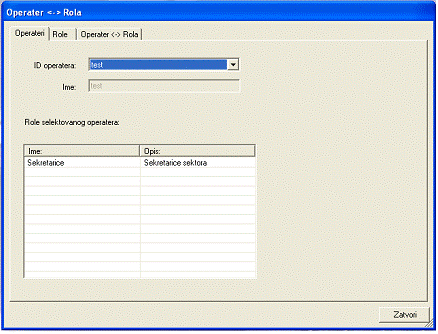 Operater <-> Rola
Operateri Role Operater <-> Rola
ID operatera: test
Ime: test
Role selektovanog operatera:
Ime: Opis:
Sekretarice Sekretarice sektora
Zatvori